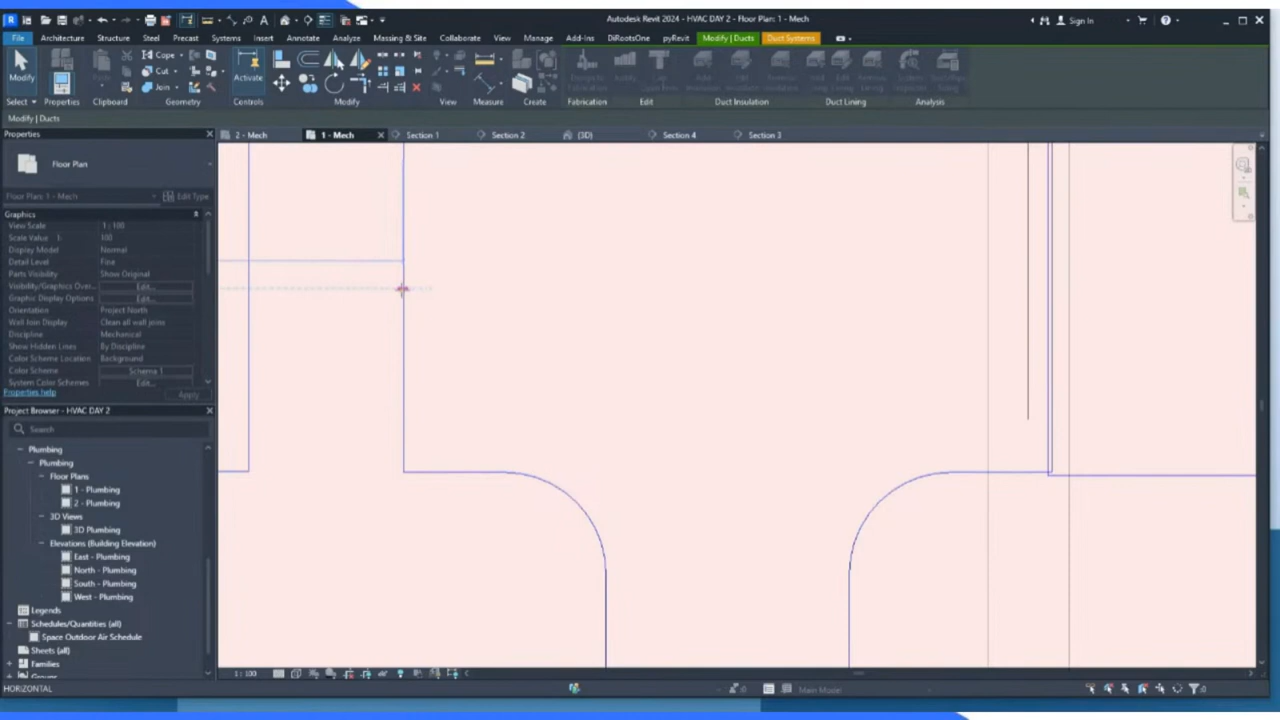 Autodesk Revit 2024 - HVAC DAY 2 - Floor Plan: 1 - Mech
Sign In
File Architecture Structure Steel Precast Systems Insert Annotate Analyze Massing & Site Collaborate View Manage Add-Ins DiRootsOne pyRevit Modify | Ducts Duct Systems
Modify
Cope
Cut
Join
Paste
Activate
Select Properties Clipboard Geometry Controls Modify View Measure Create Fabrication Edit Duct Insulation Duct Lining Analysis
Modify | Ducts
Properties
2 - Mech 1 - Mech Section 1 Section 2 {3D} Section 4 Section 3
Floor Plan
Floor Plan: 1 - Mech Edit Type
Graphics
View Scale 1 : 100
Scale Value 1: 100
Display Model Normal
Detail Level Fine
Parts Visibility Show Original
Visibility/Graphics Over... Edit...
Graphic Display Options Edit...
Orientation Project North
Wall Join Display Clean all wall joins
Discipline Mechanical
Show Hidden Lines By Discipline
Color Scheme Location Background
Color Scheme Schema 1
System Color Schemes Edit...
Properties help Apply
Project Browser - HVAC DAY 2
Search
Plumbing
Plumbing
Floor Plans
1 - Plumbing
2 - Plumbing
3D Views
3D Plumbing
Elevations (Building Elevation)
East - Plumbing
North - Plumbing
South - Plumbing
West - Plumbing
Legends
Schedules/Quantities (all)
Space Outdoor Air Schedule
Sheets (all)
Families
Groups
1 : 100
HORIZONTAL
Main Model